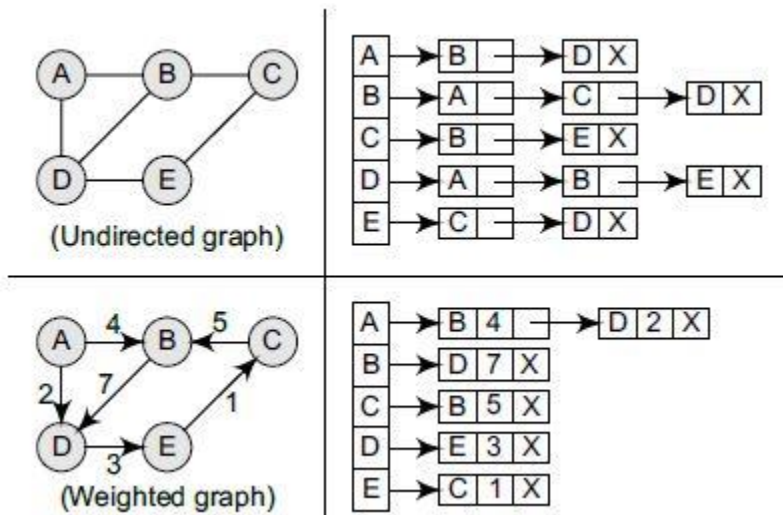 A B C
D E
(Undirected graph)
A B D X
B A C D X
C B E X
D A B E X
E C D X
A 4 B 5 C
2 7 1
D 3 E
(Weighted graph)
A B 4 D 2 X
B D 7 X
C B 5 X
D E 3 X
E C 1 X